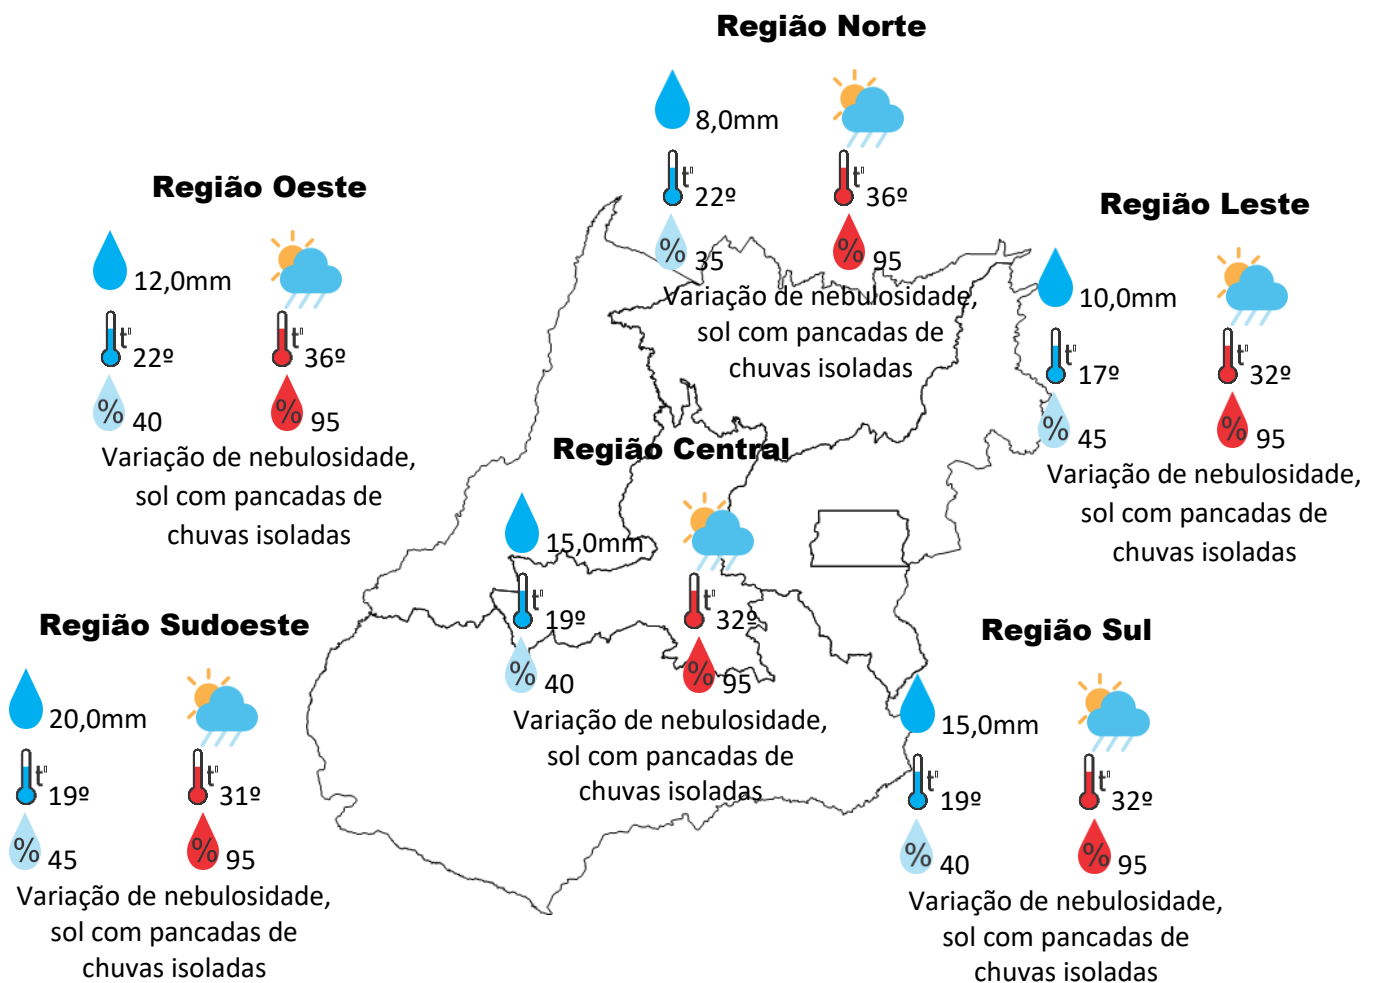 Região Norte
8,0mm
t°
22º
t°
36º
%
35
%
95
Variação de nebulosidade,
sol com pancadas de
chuvas isoladas
Região Oeste
12,0mm
t°
22º
t°
36º
%
40
%
95
Variação de nebulosidade,
sol com pancadas de
chuvas isoladas
Região Leste
10,0mm
t°
17º
t°
32º
%
45
%
95
Variação de nebulosidade,
sol com pancadas de
chuvas isoladas
Região Central
15,0mm
t°
19º
t°
32º
%
40
%
95
Variação de nebulosidade,
sol com pancadas de
chuvas isoladas
Região Sudoeste
20,0mm
t°
19º
t°
31º
%
45
%
95
Variação de nebulosidade,
sol com pancadas de
chuvas isoladas
Região Sul
15,0mm
t°
19º
t°
32º
%
40
%
95
Variação de nebulosidade,
sol com pancadas de
chuvas isoladas